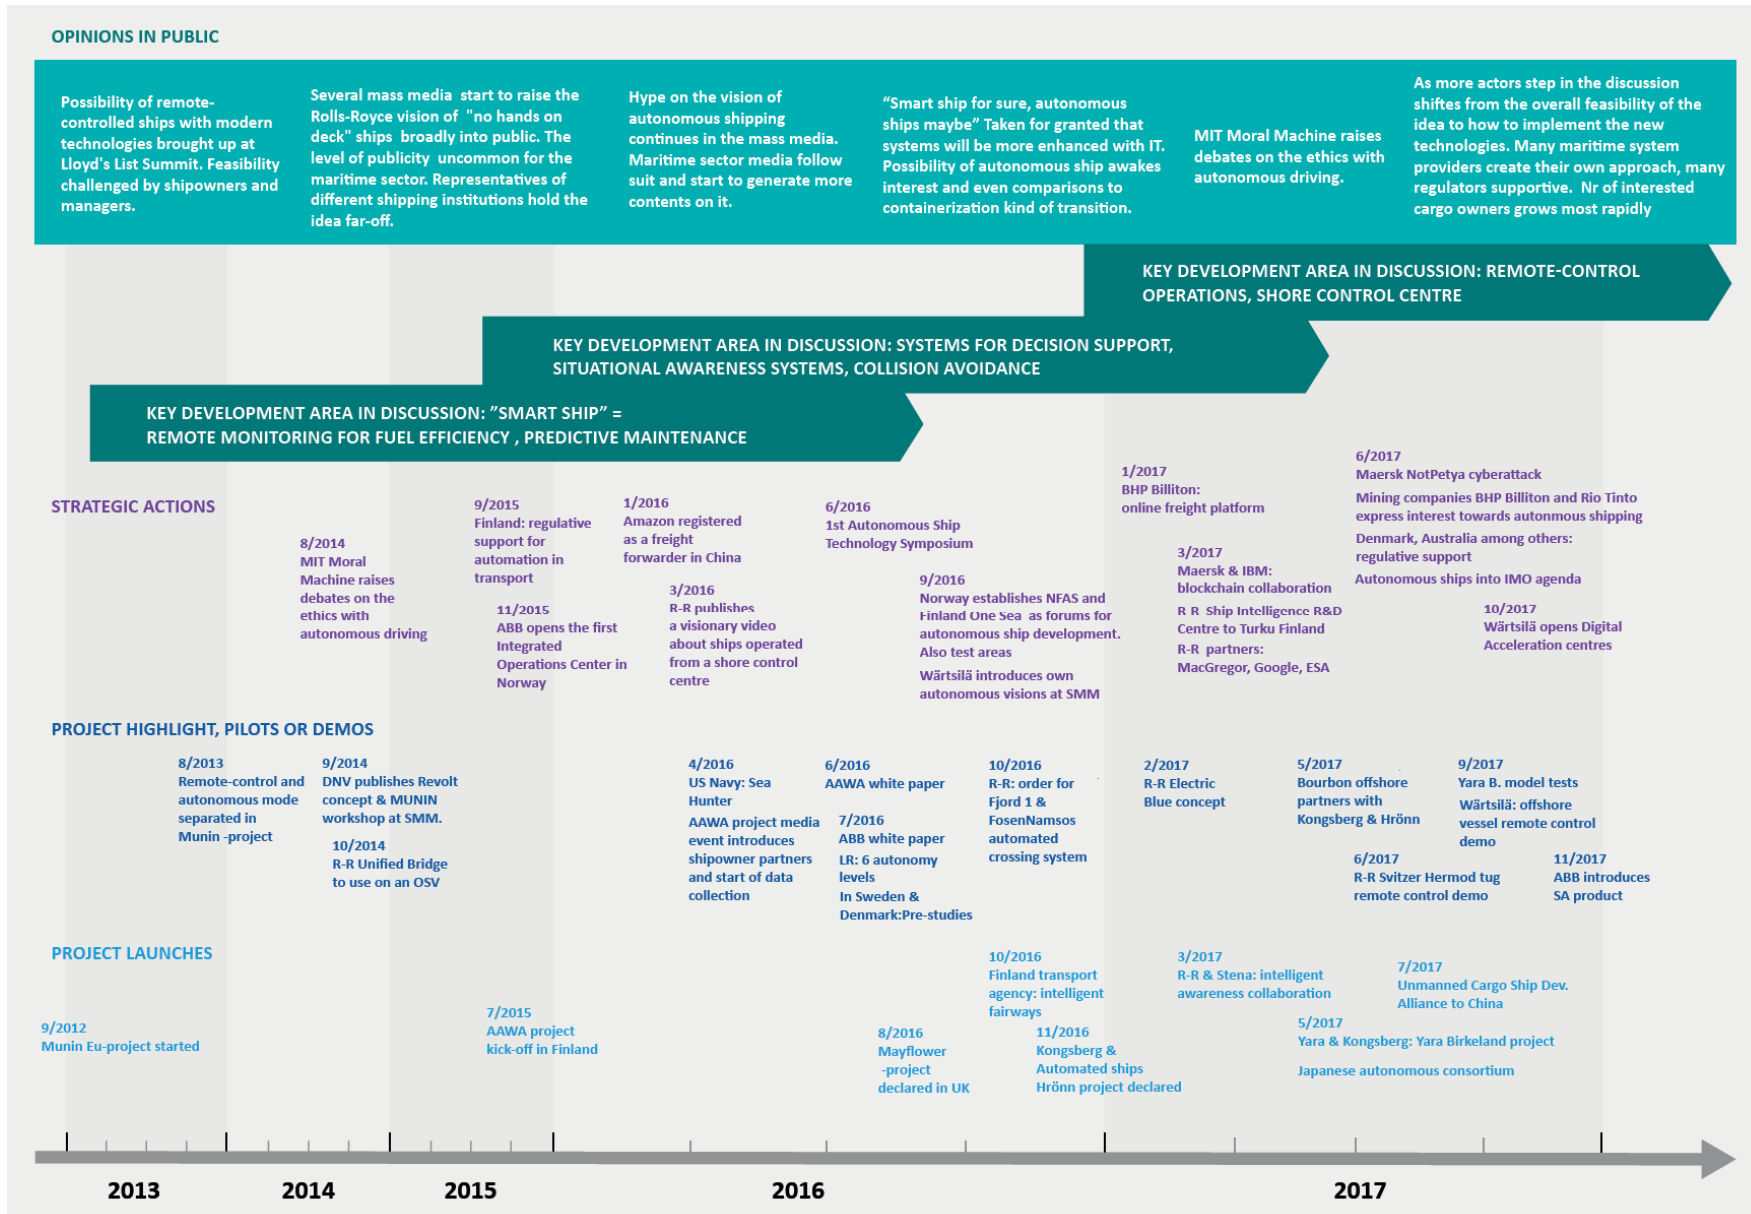 OPINIONS IN PUBLIC
Possibility of remote-
controlled ships with modern
technologies brought up at
Lloyd's List Summit. Feasibility
challenged by shipowners and
managers.
Several mass media start to raise the
Rolls-Royce vision of "no hands on
deck" ships broadly into public. The
level of publicity uncommon for the
maritime sector. Representatives of
different shipping institutions hold the
idea far-off.
Hype on the vision of
autonomous shipping
continues in the mass media.
Maritime sector media follow
suit and start to generate more
contents on it.
“Smart ship for sure, autonomous
ships maybe” Taken for granted that
systems will be more enhanced with IT.
Possibility of autonomous ship awakes
interest and even comparisons to
containerization kind of transition.
MIT Moral Machine raises
debates on the ethics with
autonomous driving.
As more actors step in the discussion
shiftes from the overall feasibility of the
idea to how to implement the new
technologies. Many maritime system
providers create their own approach, many
regulators supportive. Nr of interested
cargo owners grows most rapidly
KEY DEVELOPMENT AREA IN DISCUSSION: REMOTE-CONTROL
OPERATIONS, SHORE CONTROL CENTRE
KEY DEVELOPMENT AREA IN DISCUSSION: SYSTEMS FOR DECISION SUPPORT,
SITUATIONAL AWARENESS SYSTEMS, COLLISION AVOIDANCE
KEY DEVELOPMENT AREA IN DISCUSSION: ”SMART SHIP” =
REMOTE MONITORING FOR FUEL EFFICIENCY , PREDICTIVE MAINTENANCE
STRATEGIC ACTIONS
8/2014
MIT Moral
Machine raises
debates on the
ethics with
autonomous driving
9/2015
Finland: regulative
support for
automation in
transport
11/2015
ABB opens the first
Integrated
Operations Center in
Norway
1/2016
Amazon registered
as a freight
forwarder in China
3/2016
R-R publishes
a visionary video
about ships operated
from a shore control
centre
6/2016
1st Autonomous Ship
Technology Symposium
9/2016
Norway establishes NFAS and
Finland One Sea as forums for
autonomous ship development.
Also test areas
Wärtsilä introduces own
autonomous visions at SMM
1/2017
BHP Billiton:
online freight platform
3/2017
Maersk & IBM:
blockchain collaboration
R R Ship Intelligence R&D
Centre to Turku Finland
R-R partners:
MacGregor, Google, ESA
6/2017
Maersk NotPetya cyberattack
Mining companies BHP Billiton and Rio Tinto
express interest towards autonmous shipping
Denmark, Australia among others:
regulative support
Autonomous ships into IMO agenda
10/2017
Wärtsilä opens Digital
Acceleration centres
PROJECT HIGHLIGHT, PILOTS OR DEMOS
8/2013
Remote-control and
autonomous mode
separated in
Munin -project
9/2014
DNV publishes Revolt
concept & MUNIN
workshop at SMM.
10/2014
R-R Unified Bridge
to use on an OSV
4/2016
US Navy: Sea
Hunter
AAWA project media
event introduces
shipowner partners
and start of data
collection
6/2016
AAWA white paper
7/2016
ABB white paper
LR: 6 autonomy
levels
In Sweden &
Denmark:Pre-studies
10/2016
R-R: order for
Fjord 1 &
FosenNamsos
automated
crossing system
2/2017
R-R Electric
Blue concept
5/2017
Bourbon offshore
partners with
Kongsberg & Hrönn
6/2017
R-R Svitzer Hermod tug
remote control demo
9/2017
Yara B. model tests
Wärtsilä: offshore
vessel remote control
demo
11/2017
ABB introduces
SA product
PROJECT LAUNCHES
9/2012
Munin Eu-project started
7/2015
AAWA project
kick-off in Finland
8/2016
Mayflower
-project
declared in UK
10/2016
Finland transport
agency: intelligent
fairways
11/2016
Kongsberg &
Automated ships
Hrönn project declared
3/2017
R-R & Stena: intelligent
awareness collaboration
5/2017
Yara & Kongsberg: Yara Birkeland project
Japanese autonomous consortium
7/2017
Unmanned Cargo Ship Dev.
Alliance to China
2013
2014
2015
2016
2017